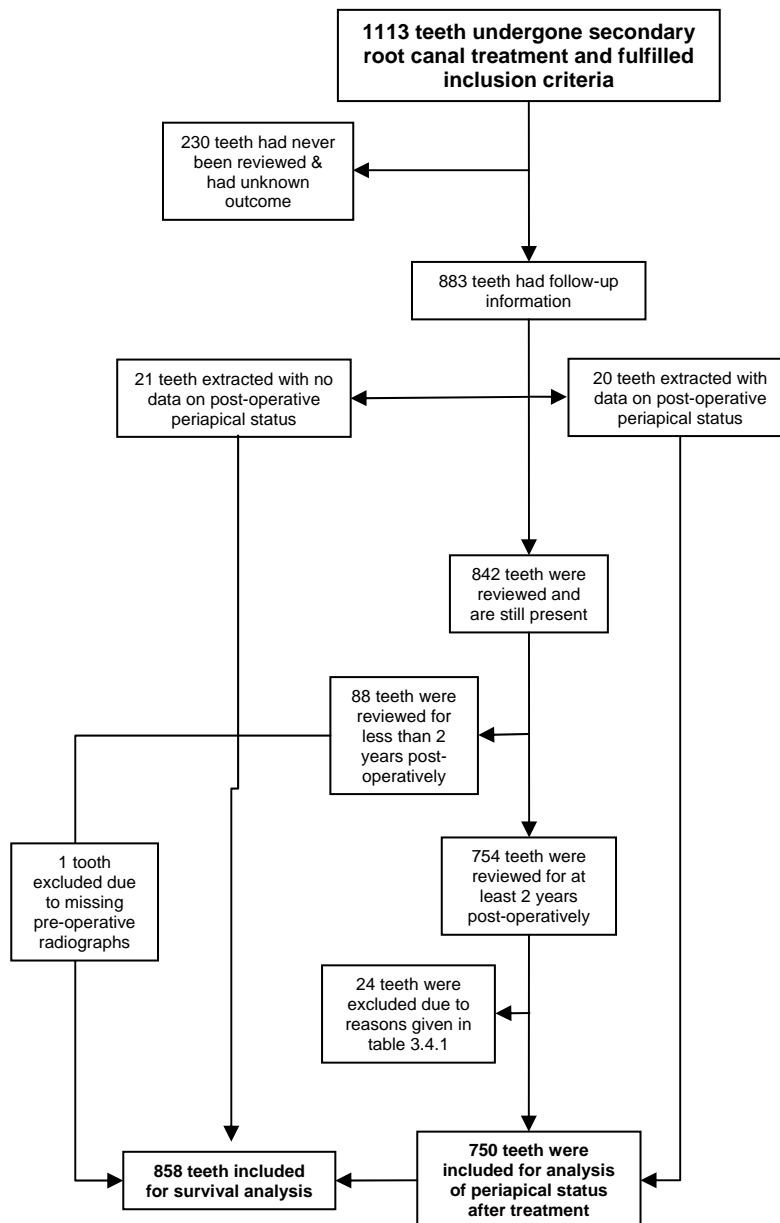 1113 teeth undergone secondary
root canal treatment and fulfilled
inclusion criteria
230 teeth had never
been reviewed &
had unknown
outcome
883 teeth had follow-up
information
21 teeth extracted with no
data on post-operative
periapical status
20 teeth extracted with
data on post-operative
periapical status
842 teeth were
reviewed and
are still present
88 teeth were
reviewed for
less than 2
years post-
operatively
1 tooth
excluded due
to missing
pre-operative
radiographs
754 teeth were
reviewed for at
least 2 years
post-operatively
24 teeth were
excluded due to
reasons given in
table 3.4.1
858 teeth included
for survival analysis
750 teeth were
included for analysis
of periapical status
after treatment